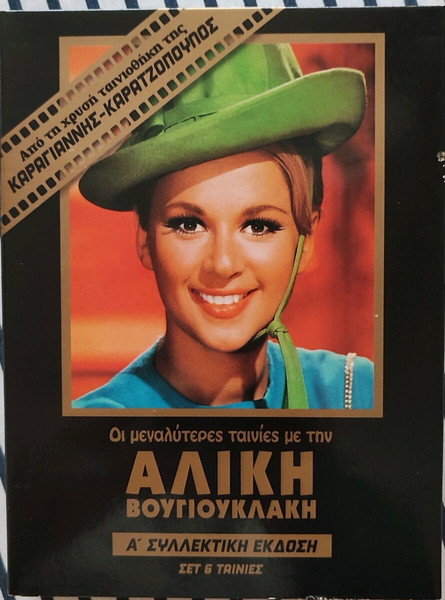 Από τη χρυσή ταινιοθήκη της
ΚΑΡΑΓΙΑΝΝΗΣ-ΚΑΡΑΤΖΟΠΟΥΛΟΣ
Οι μεγαλύτερες ταινίες με την
ΑΛΙΚΗ
ΒΟΥΓΙΟΥΚΛΑΚΗ
Α΄ ΣΥΛΛΕΚΤΙΚΗ ΕΚΔΟΣΗ
ΣΕΤ 6 ΤΑΙΝΙΕΣ